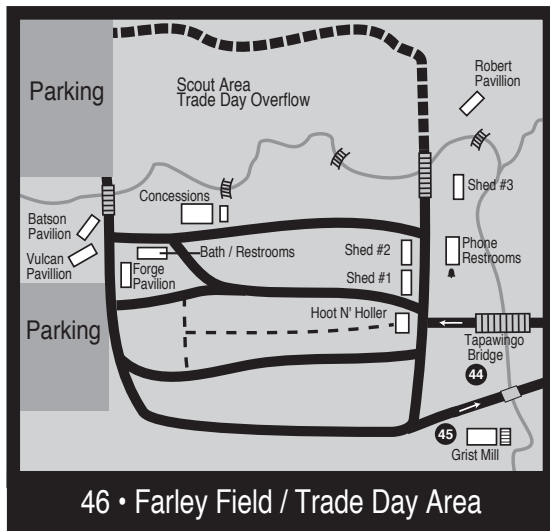 Parking
Scout Area
Trade Day Overflow
Robert
Pavillion
Concessions
Shed #3
Batson
Pavilion
Vulcan
Pavillion
Bath / Restrooms
Forge
Pavilion
Shed #2
Shed #1
Phone
Restrooms
Hoot N' Holler
Parking
Tapawingo
Bridge
44
45
Grist Mill
46 • Farley Field / Trade Day Area